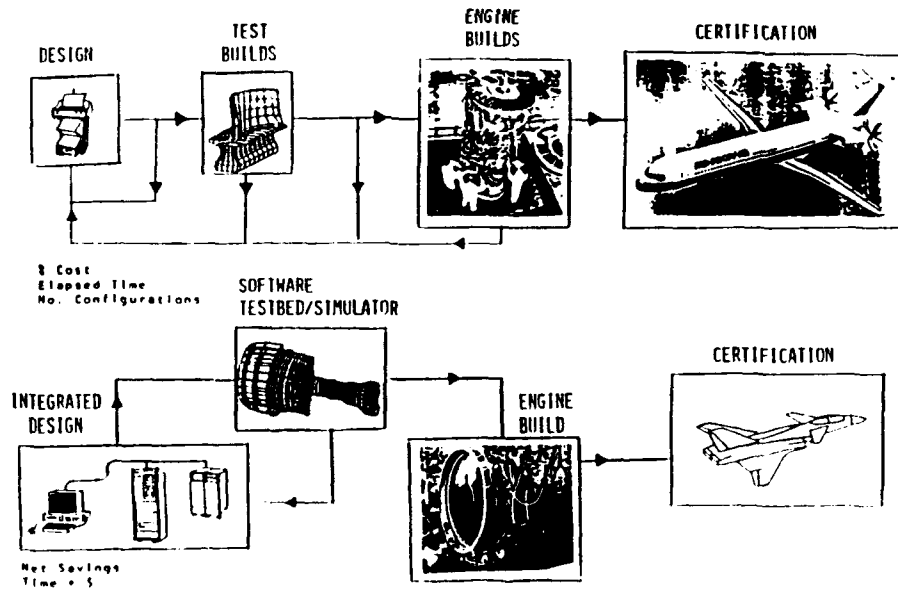 DESIGN
TEST
BUILDS
ENGINE
BUILDS
CERTIFICATION
$ Cost
Elapsed Time
No. Configurations
SOFTWARE
TESTBED/SIMULATOR
INTEGRATED
DESIGN
ENGINE
BUILD
CERTIFICATION
Net Savings
Time + $